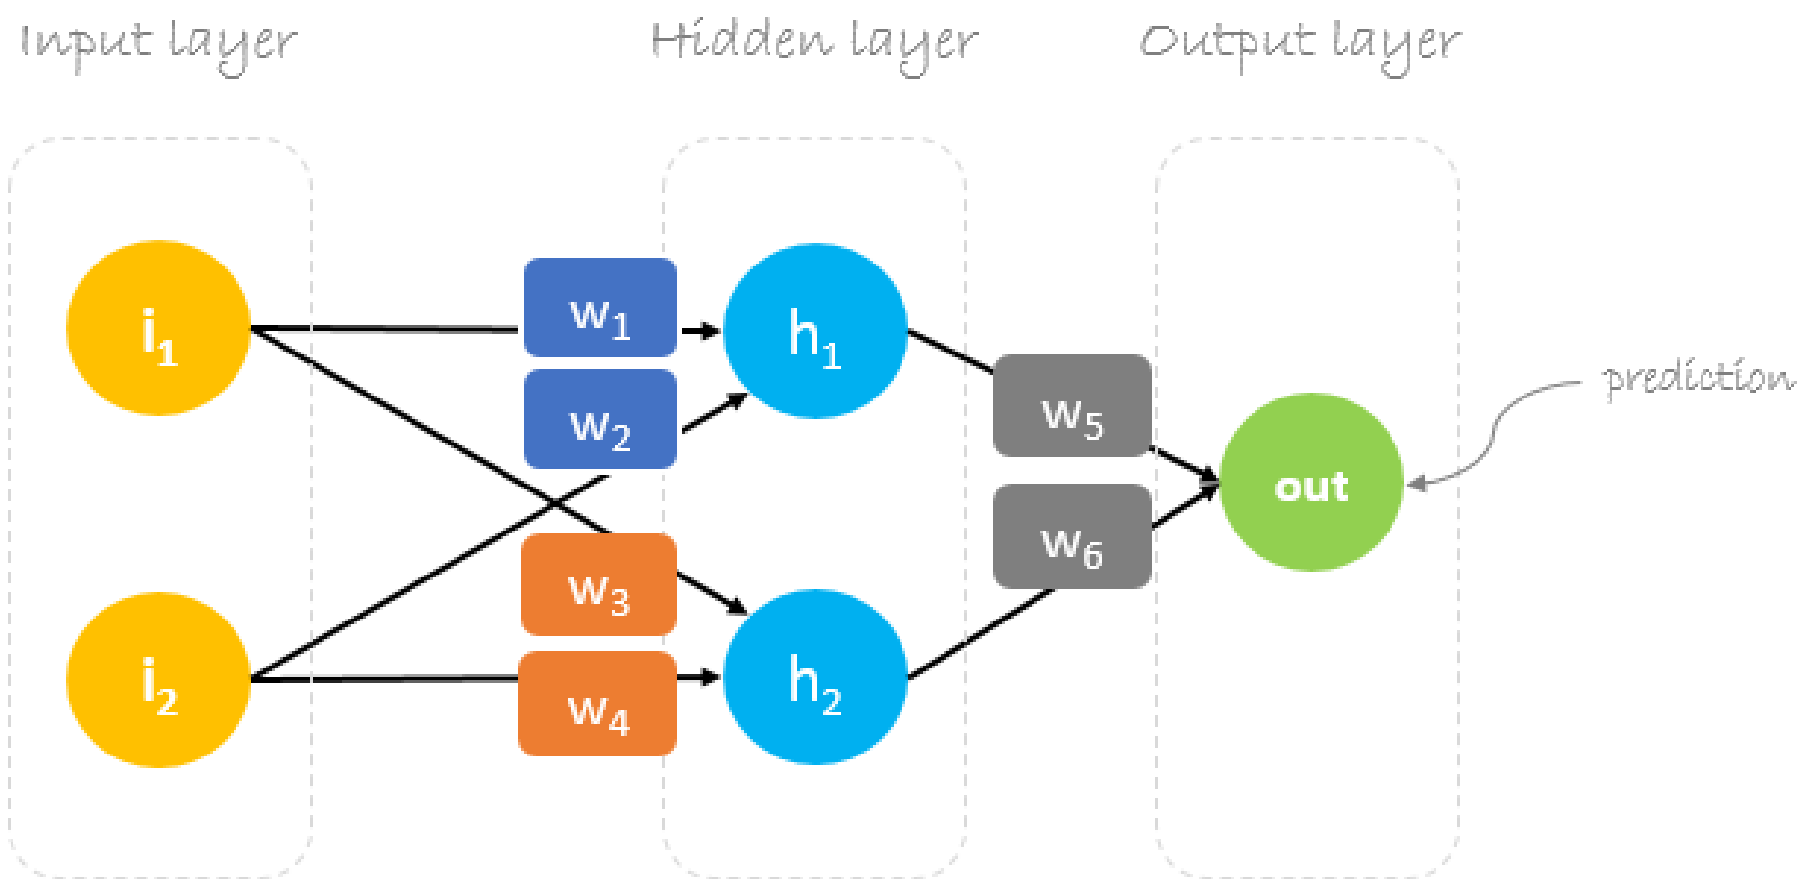 Input layer
Hidden layer
Output layer
i₁
w₁
h₁
w₂
w₅
prediction
out
w₃
w₆
i₂
w₄
h₂